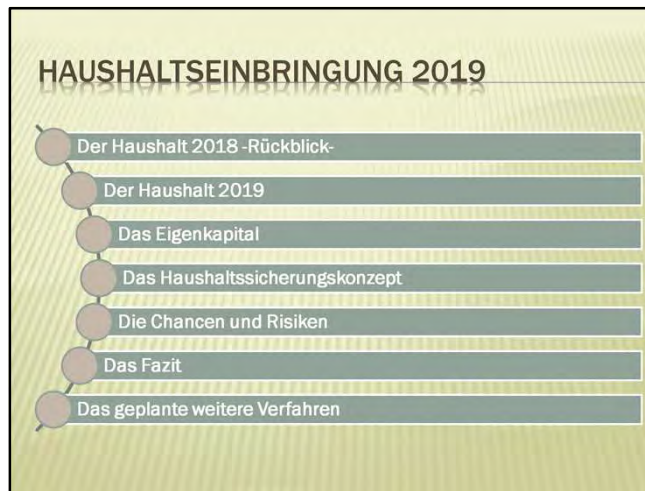 HAUSHALTSEINBRINGUNG 2019
Der Haushalt 2018 -Rückblick-
Der Haushalt 2019
Das Eigenkapital
Das Haushaltssicherungskonzept
Die Chancen und Risiken
Das Fazit
Das geplante weitere Verfahren